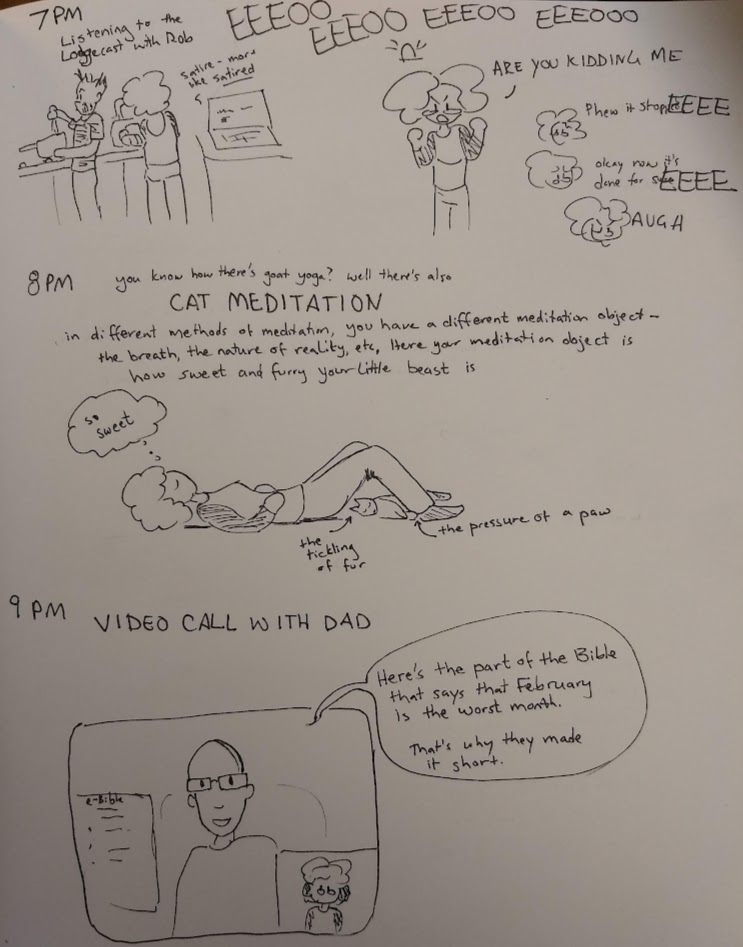 7PM
Listening to the
Lodgecast with Rob
EEEOO
EEEOO
EEEOO
EEEOOO
satire - more
like satired
ARE YOU KIDDING ME
Phew it stoppEEEE
okay now it's
done for sEEEE
AUGH
8PM
you know how there's goat yoga? well there's also
CAT MEDITATION
in different methods of meditation, you have a different meditation object -
the breath, the nature of reality, etc, Here your meditation object is
how sweet and furry your little beast is
so
sweet
the
tickling
of fur
the pressure of a paw
9 PM
VIDEO CALL WITH DAD
Here's the part of the Bible
that says that February
is the worst month.
That's why they made
it short.
e-Bible